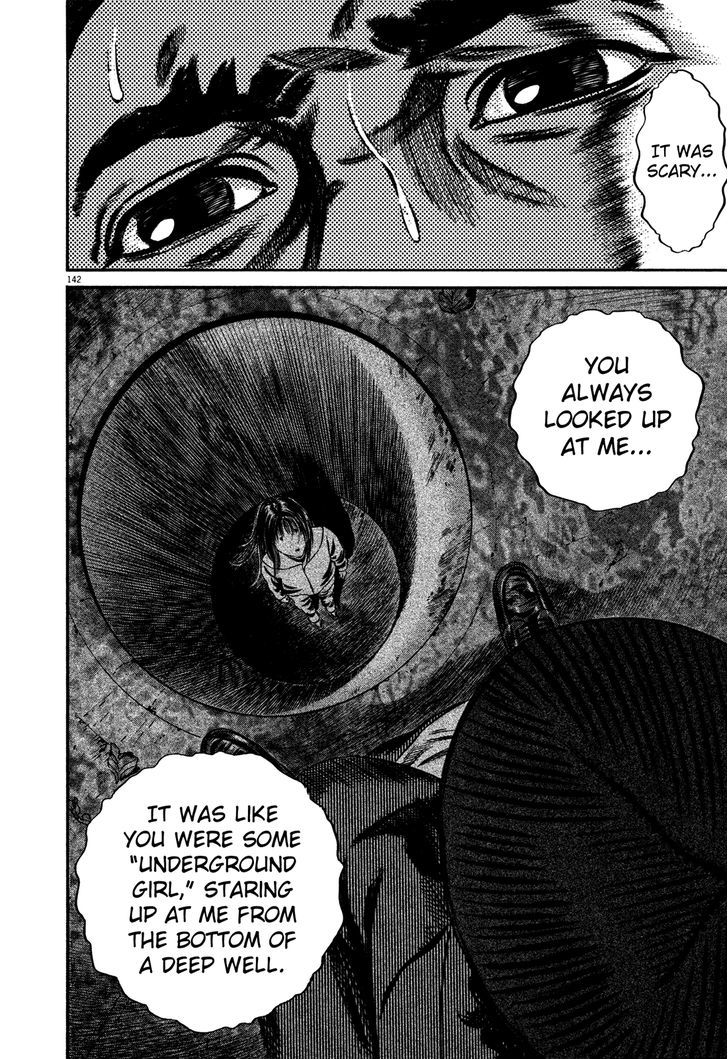 IT WAS
SCARY...
142
YOU
ALWAYS
LOOKED UP
AT ME...
IT WAS LIKE
YOU WERE SOME
"UNDERGROUND
GIRL," STARING
UP AT ME FROM
THE BOTTOM OF
A DEEP WELL.